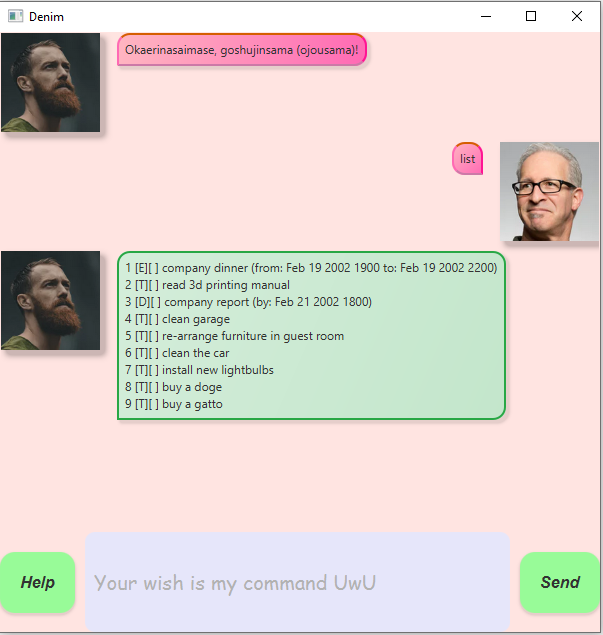 Denim
Okaerinasaimase, goshujinsama (ojousama)!
list
1 [E][ ] company dinner (from: Feb 19 2002 1900 to: Feb 19 2002 2200)
2 [T][ ] read 3d printing manual
3 [D][ ] company report (by: Feb 21 2002 1800)
4 [T][ ] clean garage
5 [T][ ] re-arrange furniture in guest room
6 [T][ ] clean the car
7 [T][ ] install new lightbulbs
8 [T][ ] buy a doge
9 [T][ ] buy a gatto
Help
Your wish is my command UwU
Send